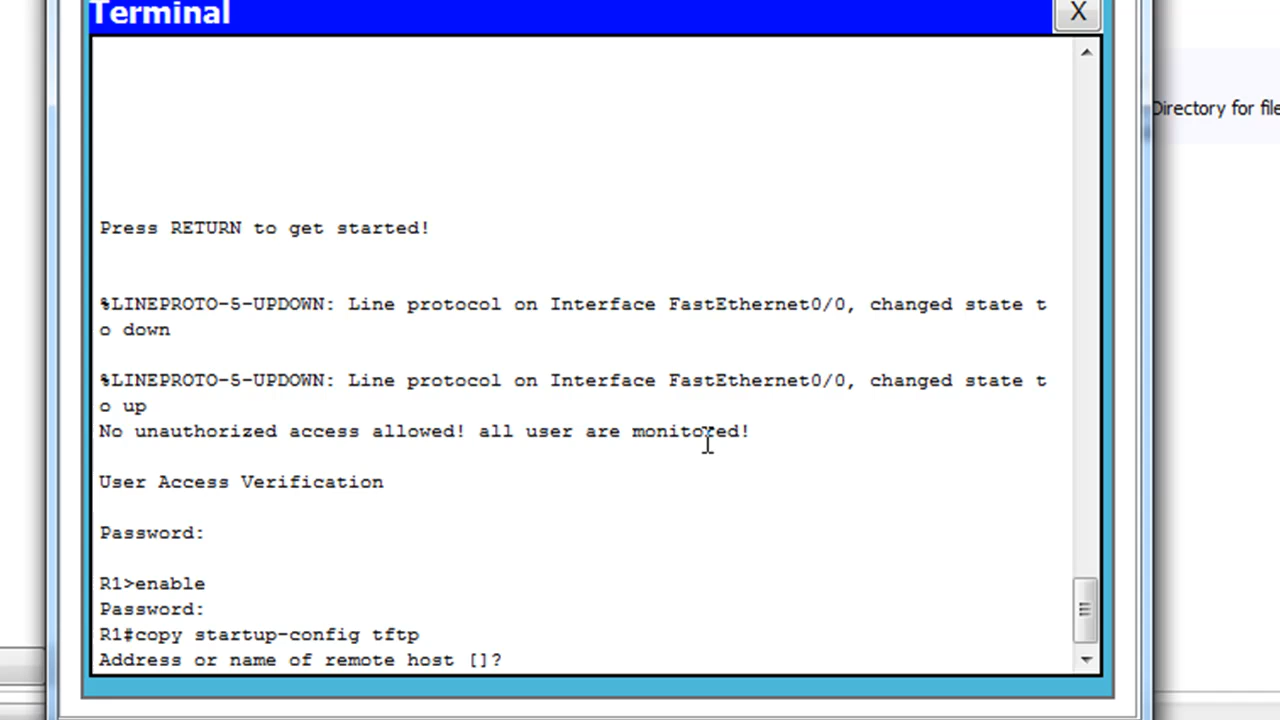 Terminal
X
Directory for file
Press RETURN to get started!
%LINEPROTO-5-UPDOWN: Line protocol on Interface FastEthernet0/0, changed state t
o down
%LINEPROTO-5-UPDOWN: Line protocol on Interface FastEthernet0/0, changed state t
o up
No unauthorized access allowed! all user are monitored!
User Access Verification
Password:
R1>enable
Password:
R1#copy startup-config tftp
Address or name of remote host []?